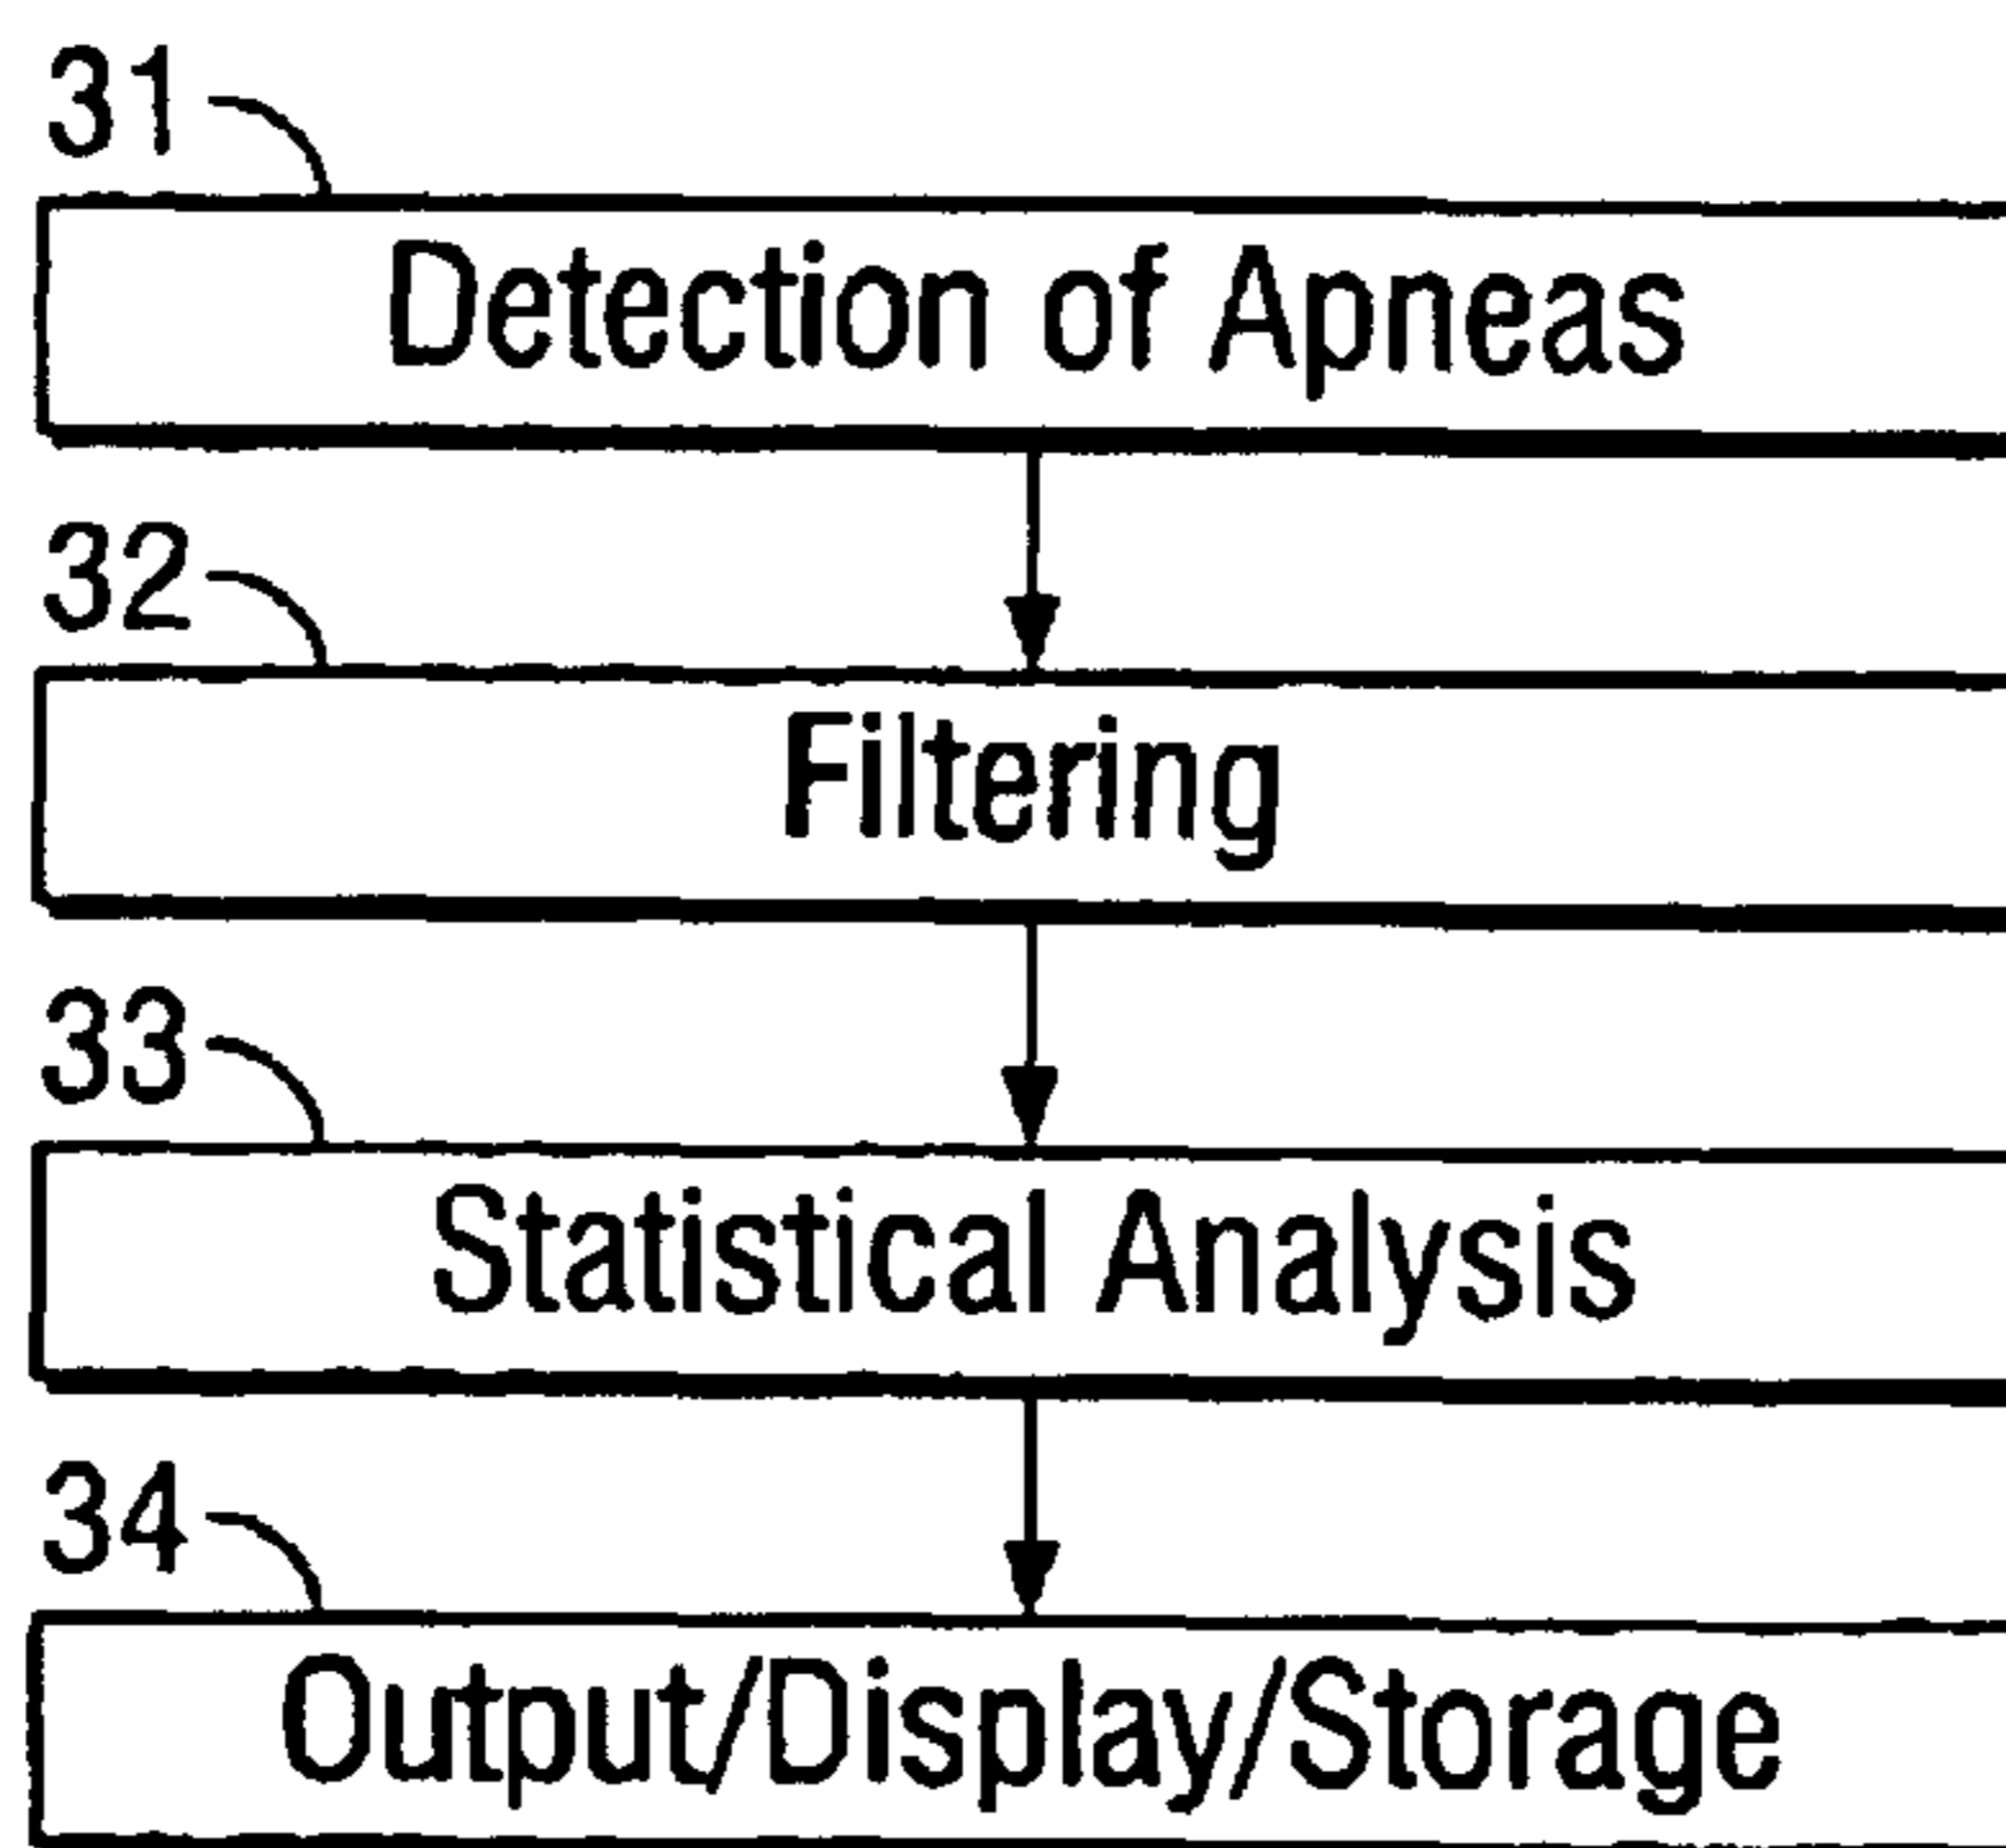 31
Detection of Apneas
32
Filtering
33
Statistical Analysis
34
Output/Display/Storage